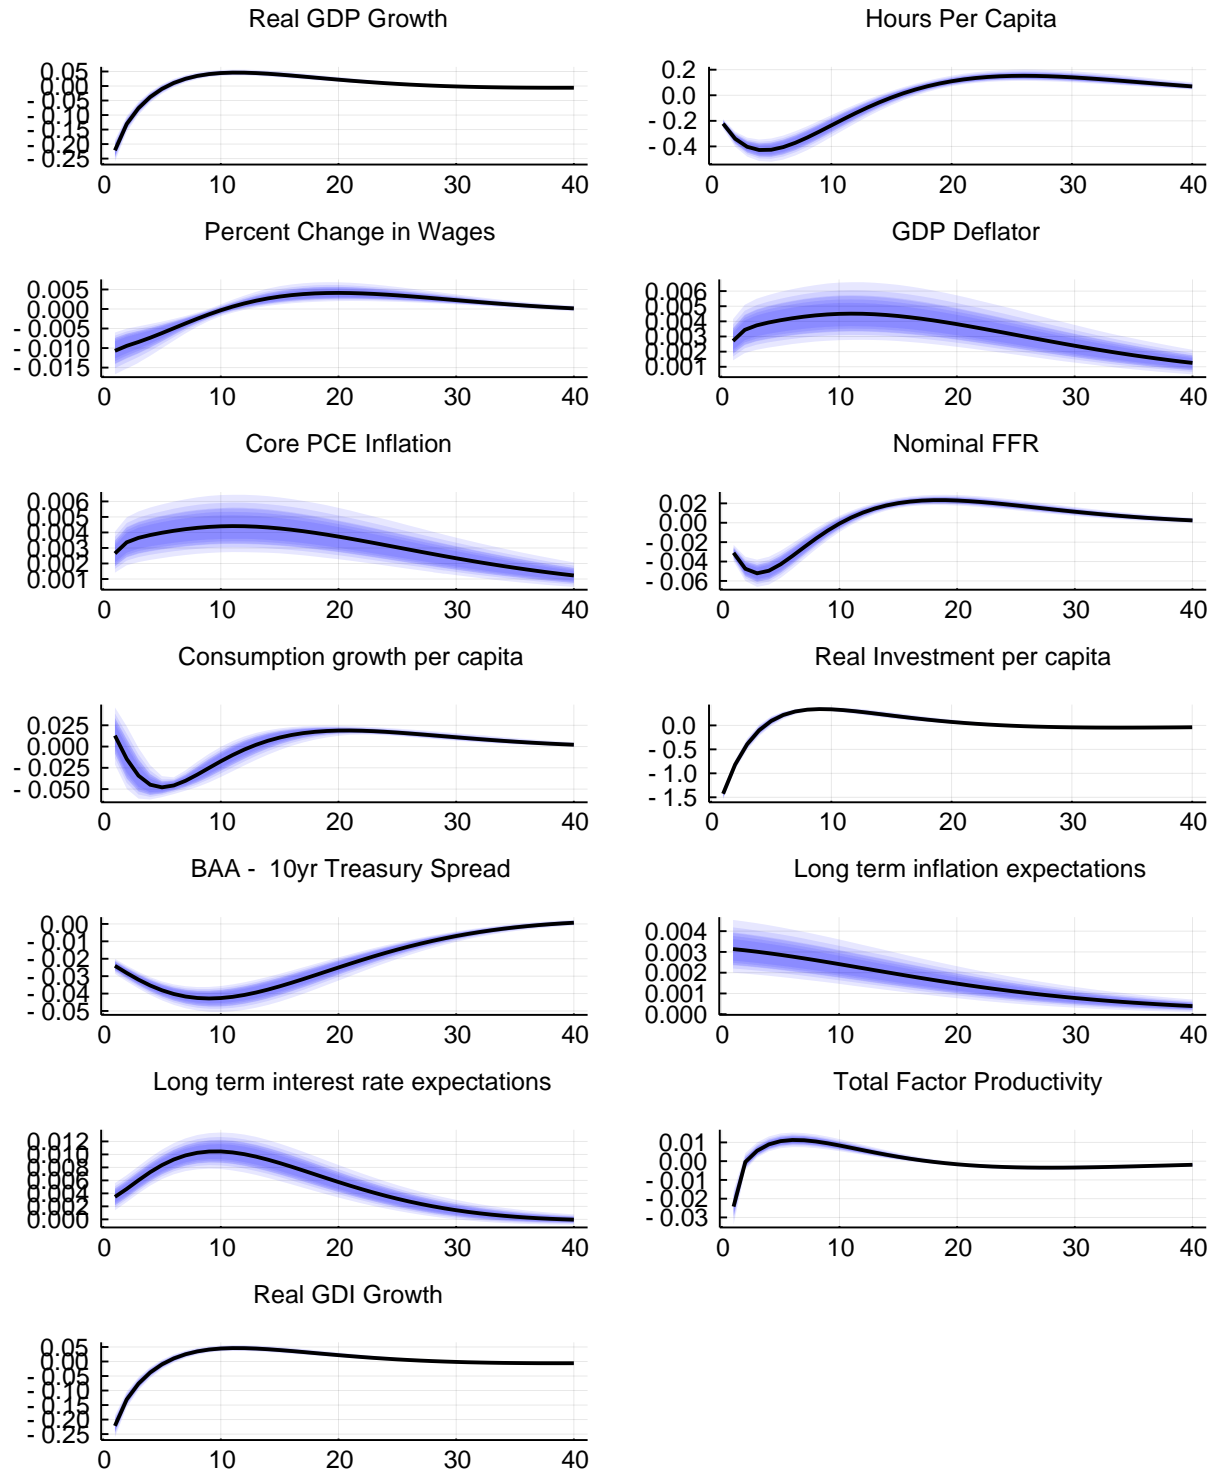 Real GDP Growth
0.05
0.00
- 0.05
- 0.10
- 0.15
- 0.20
- 0.25
0 10 20 30 40
Hours Per Capita
0.2
0.0
- 0.2
- 0.4
0 10 20 30 40
Percent Change in Wages
0.005
0.000
- 0.005
- 0.010
- 0.015
0 10 20 30 40
GDP Deflator
0.006
0.005
0.004
0.003
0.002
0.001
0 10 20 30 40
Core PCE Inflation
0.006
0.005
0.004
0.003
0.002
0.001
0 10 20 30 40
Nominal FFR
0.02
0.00
- 0.02
- 0.04
- 0.06
0 10 20 30 40
Consumption growth per capita
0.025
0.000
- 0.025
- 0.050
0 10 20 30 40
Real Investment per capita
0.0
- 0.5
- 1.0
- 1.5
0 10 20 30 40
BAA - 10yr Treasury Spread
0.00
- 0.01
- 0.02
- 0.03
- 0.04
- 0.05
0 10 20 30 40
Long term inflation expectations
0.004
0.003
0.002
0.001
0.000
0 10 20 30 40
Long term interest rate expectations
0.012
0.010
0.008
0.006
0.004
0.002
0.000
0 10 20 30 40
Total Factor Productivity
0.01
0.00
- 0.01
- 0.02
- 0.03
0 10 20 30 40
Real GDI Growth
0.05
0.00
- 0.05
- 0.10
- 0.15
- 0.20
- 0.25
0 10 20 30 40